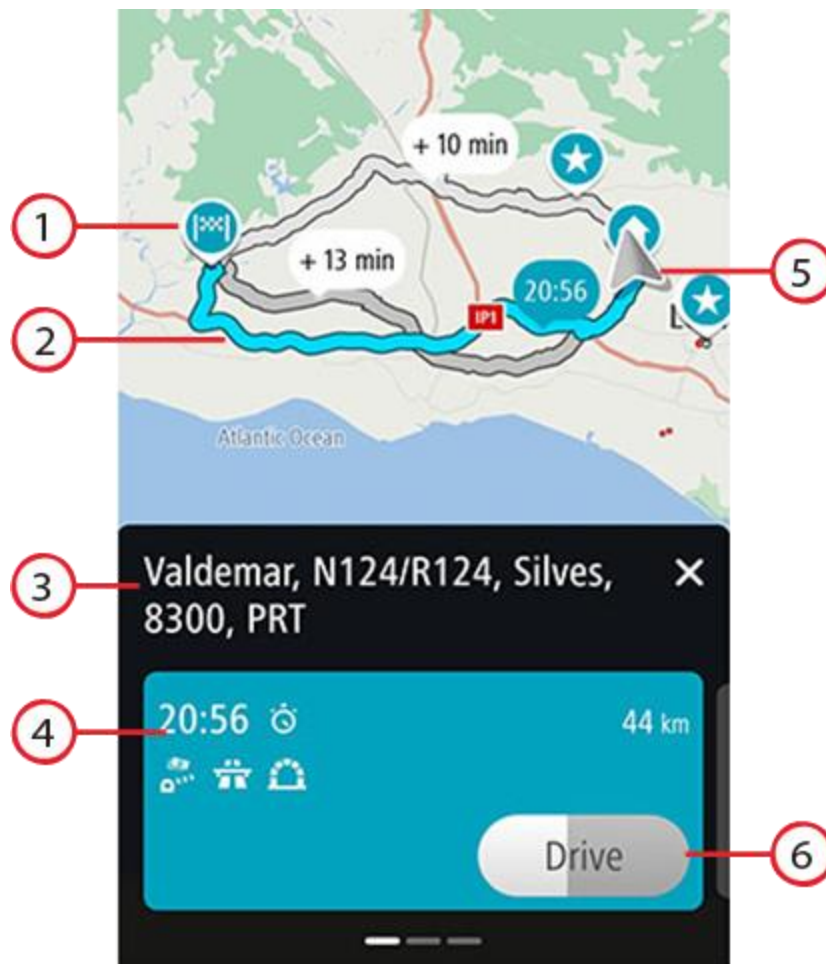 + 10 min
1
+ 13 min
5
20:56
IP1
2
Atlantic Ocean
3
Valdemar, N124/R124, Silves,
8300, PRT
4
20:56
44 km
Drive
6